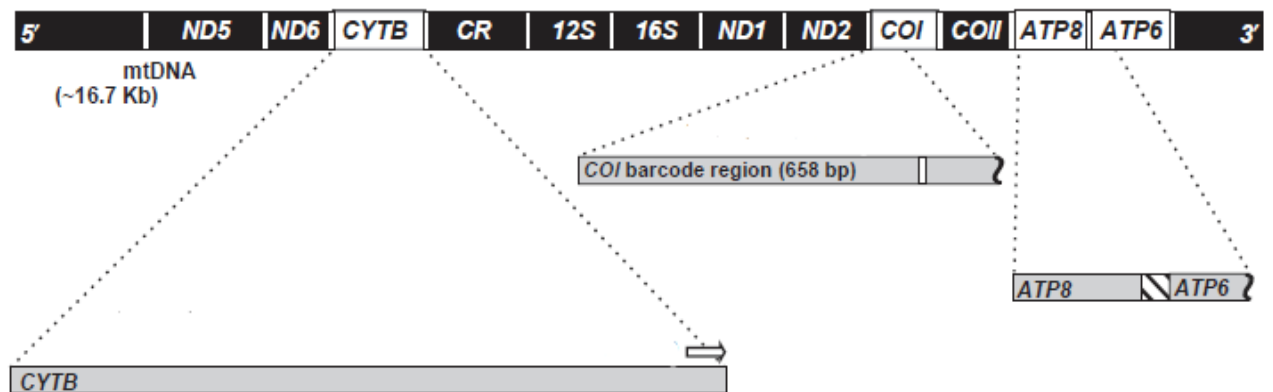 5′ ND5 ND6 CYTB CR 12S 16S ND1 ND2 COI COII ATP8 ATP6 3′
mtDNA
(~16.7 Kb)
COI barcode region (658 bp)
ATP8 ATP6
CYTB